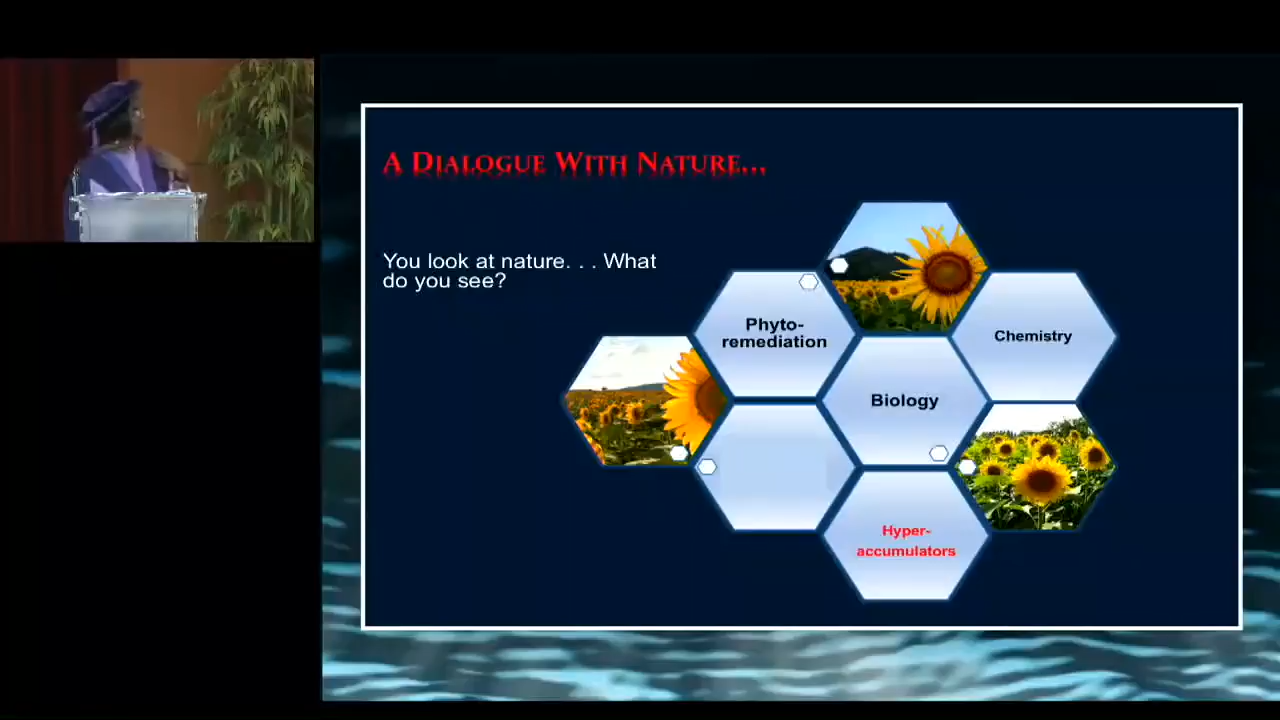 A DIALOGUE WITH NATURE...
You look at nature. . . What
do you see?
Phyto-
remediation
Chemistry
Biology
Hyper-
accumulators